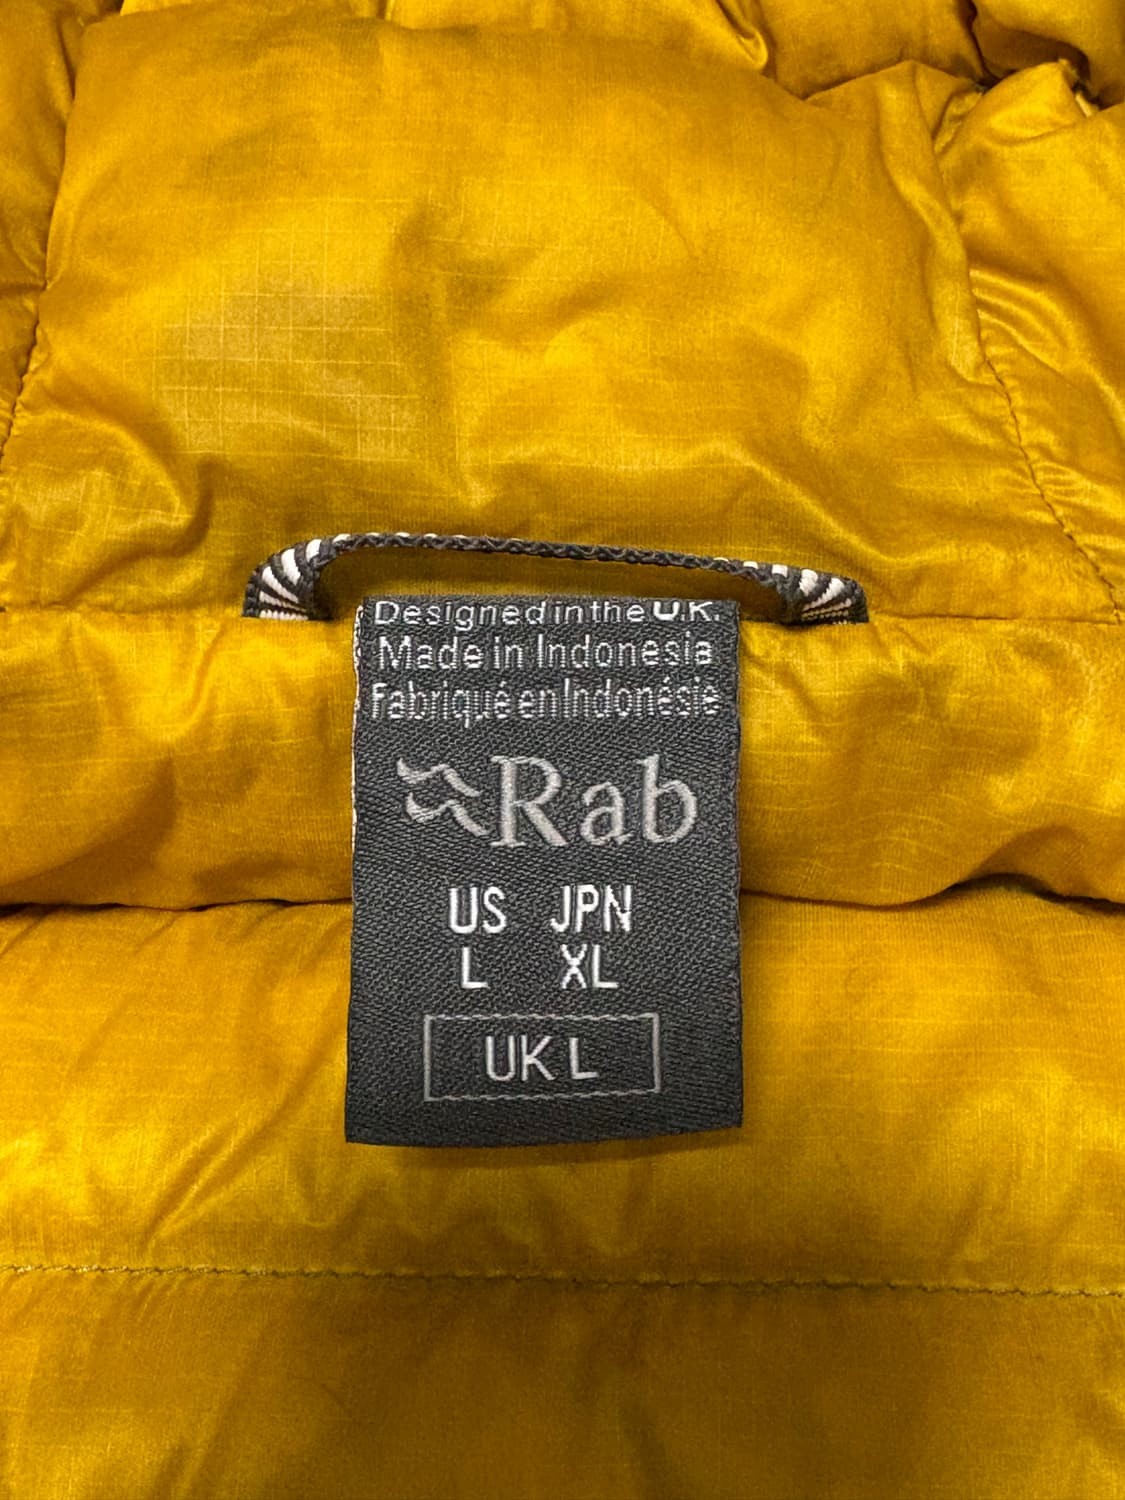 Designed in the U.K.
Made in Indonesia
Fabriqué en Indonésie
Rab
US JPN
L XL
UK L